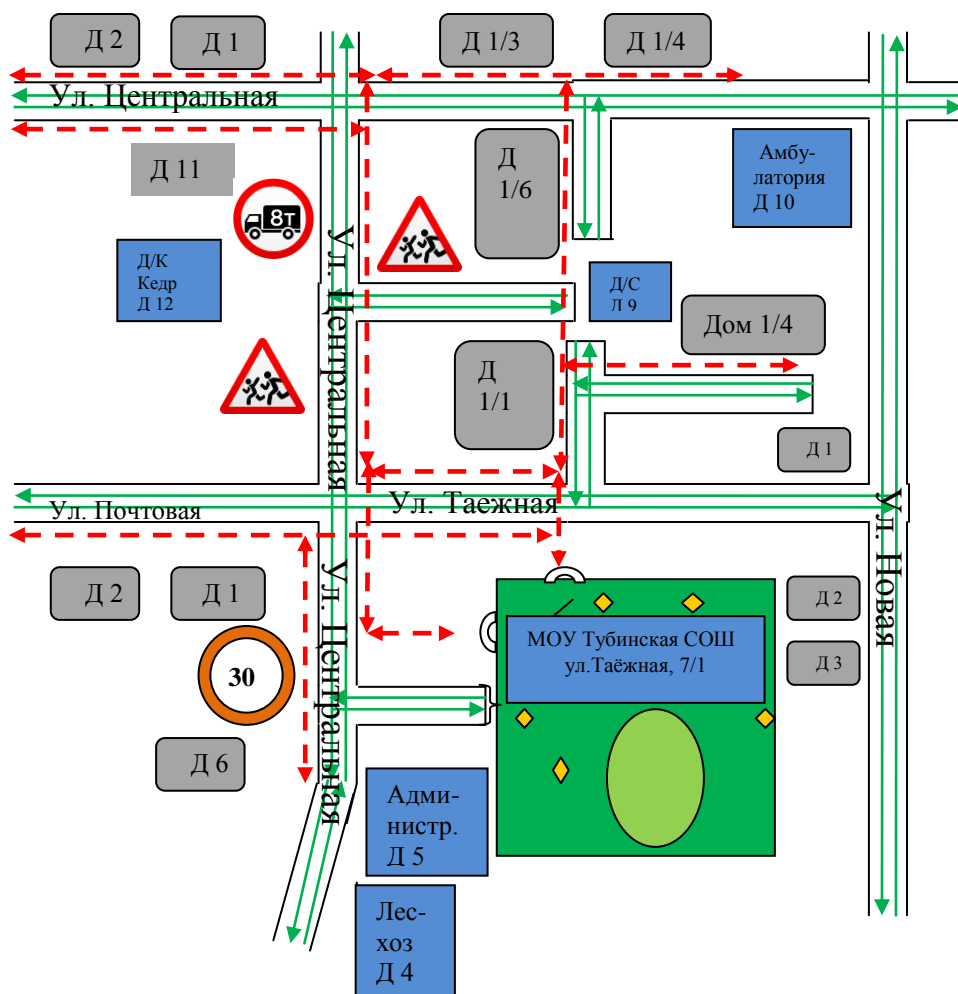 Д 2
Д 1
Д 1/3
Д 1/4
Ул. Центральная
Д 11
Д
1/6
Амбу-
латория
Д 10
8т
Ул. Центральная
Д/К
Кедр
Д 12
Д/С
Д 9
Дом 1/4
Д
1/1
Д 1
Ул. Почтовая
Ул. Таежная
Ул. Новая
Д 2
Д 1
Ул. Центральная
Д 2
МОУ Тубинская СОШ
ул.Таёжная, 7/1
Д 3
30
Д 6
Адми-
нистр.
Д 5
Лес-
хоз
Д 4